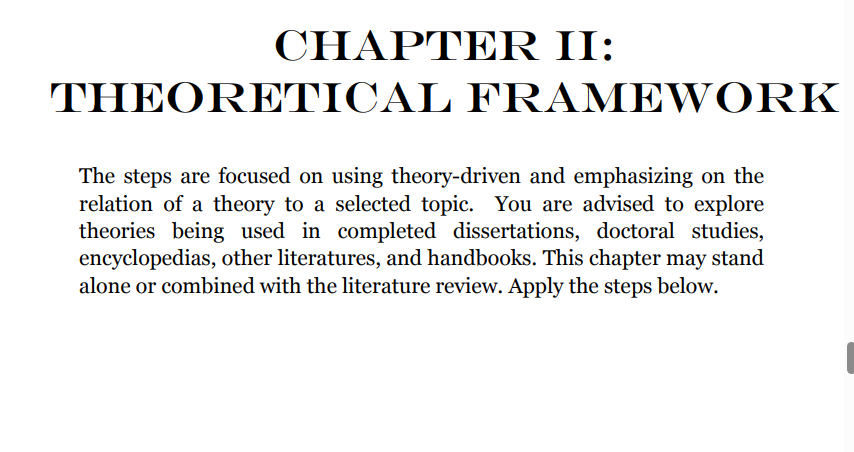 CHAPTER II:
THEORETICAL FRAMEWORK
The steps are focused on using theory-driven and emphasizing on the
relation of a theory to a selected topic. You are advised to explore
theories being used in completed dissertations, doctoral studies,
encyclopedias, other literatures, and handbooks. This chapter may stand
alone or combined with the literature review. Apply the steps below.